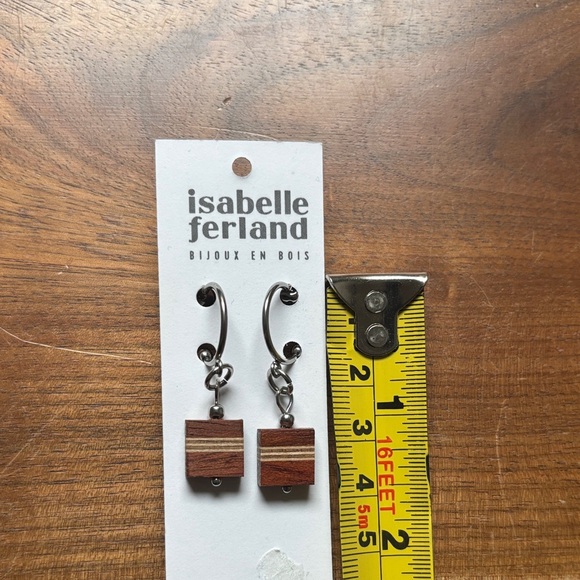 isabelle
ferland
BIJOUX EN BOIS
1
2
3
16FEET
4
5m
2
5